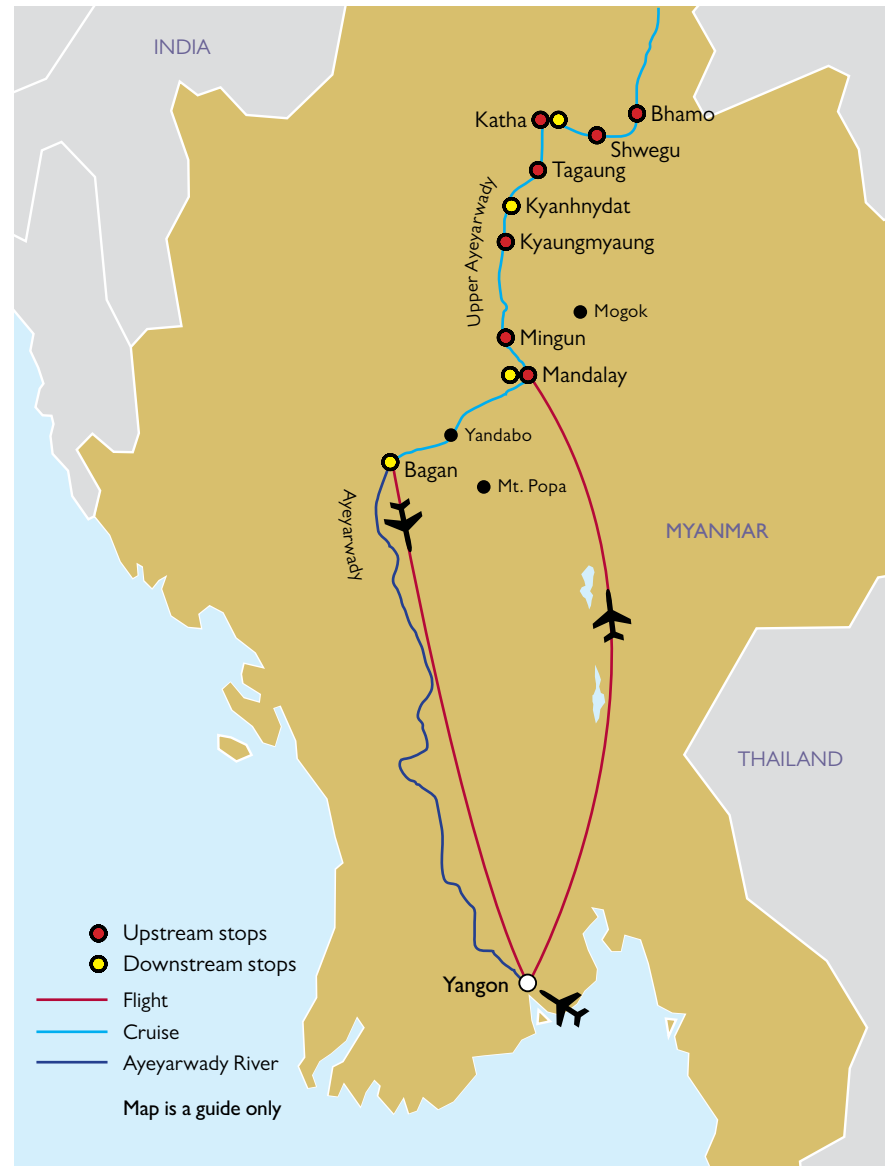 INDIA
Katha
Bhamo
Shwegu
Tagaung
Kyanhnydat
Upper Ayeyarwady
Kyaungmyaung
Mogok
Mingun
Mandalay
Yandabo
Bagan
Mt. Popa
Ayeyarwady
MYANMAR
THAILAND
Yangon
Upstream stops
Downstream stops
Flight
Cruise
Ayeyarwady River
Map is a guide only